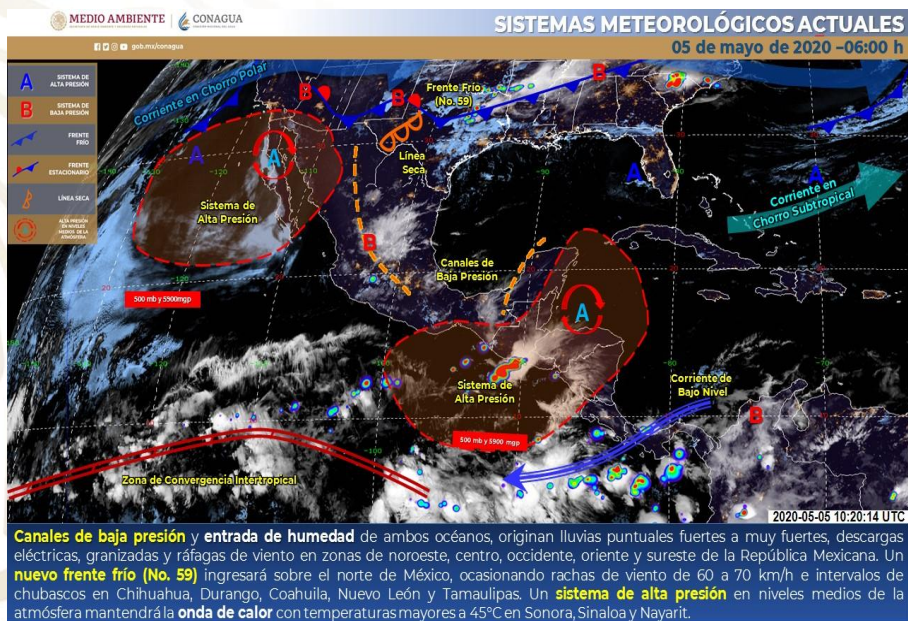 MEDIO AMBIENTE
CONAGUA
SISTEMAS METEOROLÓGICOS ACTUALES
gob.mx/conagua
05 de mayo de 2020 -06:00 h
A SISTEMA DE ALTA PRESIÓN
B SISTEMA DE BAJA PRESIÓN
FRENTE FRÍO
FRENTE ESTACIONARIO
LÍNEA SECA
ALTA PRESIÓN EN NIVELES MEDIOS DE LA ATMÓSFERA
Corriente en Chorro Polar
B
B
Frente Frío
(No. 59)
B
A
A
Línea
Seca
A
A
Corriente en
Chorro Subtropical
Sistema de
Alta Presión
B
Canales de
Baja Presión
500 mb y 5900mgp
A
Sistema de
Alta Presión
Corriente de
Bajo Nivel
B
500 mb y 5900 mgp
Zona de Convergencia Intertropical
2020-05-05 10:20:14 UTC
Canales de baja presión y entrada de humedad de ambos océanos, originan lluvias puntuales fuertes a muy fuertes, descargas
eléctricas, granizadas y ráfagas de viento en zonas de noroeste, centro, occidente, oriente y sureste de la República Mexicana. Un
nuevo frente frío (No. 59) ingresará sobre el norte de México, ocasionando rachas de viento de 60 a 70 km/h e intervalos de
chubascos en Chihuahua, Durango, Coahuila, Nuevo León y Tamaulipas. Un sistema de alta presión en niveles medios de la
atmósfera mantendrá la onda de calor con temperaturas mayores a 45°C en Sonora, Sinaloa y Nayarit.